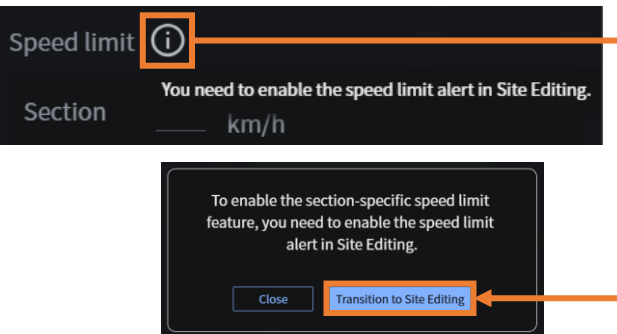 Speed limit
You need to enable the speed limit alert in Site Editing.
Section
km/h
To enable the section-specific speed limit
feature, you need to enable the speed limit
alert in Site Editing.
Close
Transition to Site Editing